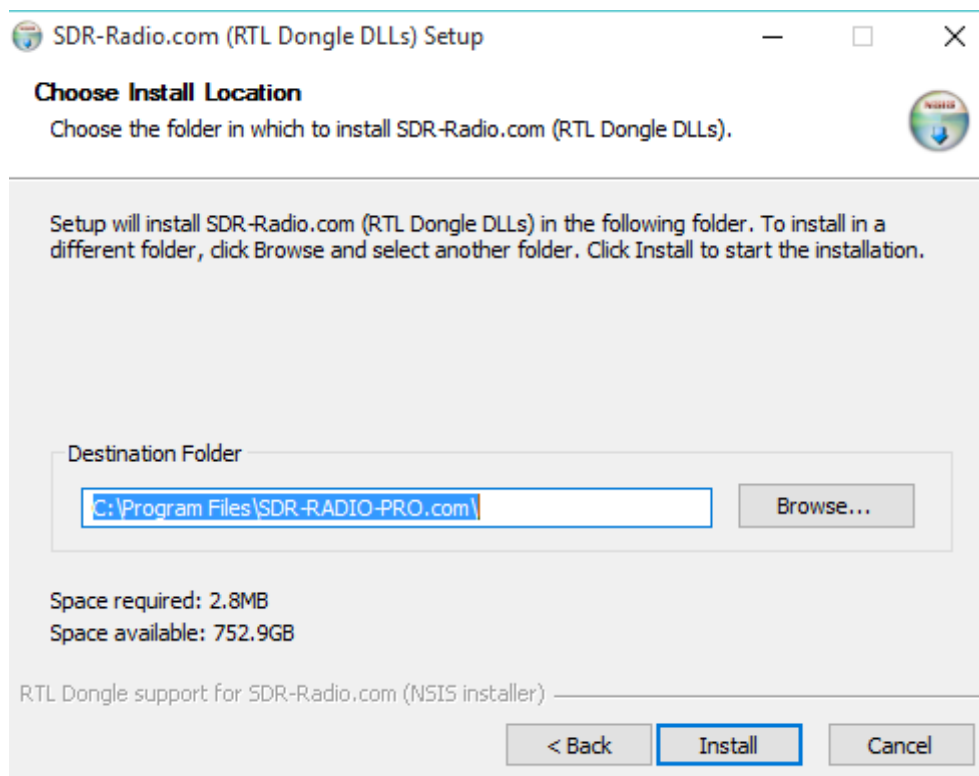 SDR-Radio.com (RTL Dongle DLLs) Setup
Choose Install Location
Choose the folder in which to install SDR-Radio.com (RTL Dongle DLLs).
NSIS
Setup will install SDR-Radio.com (RTL Dongle DLLs) in the following folder. To install in a
different folder, click Browse and select another folder. Click Install to start the installation.
Destination Folder
C:\Program Files\SDR-RADIO-PRO.com\
Browse...
Space required: 2.8MB
Space available: 752.9GB
RTL Dongle support for SDR-Radio.com (NSIS installer)
< Back
Install
Cancel